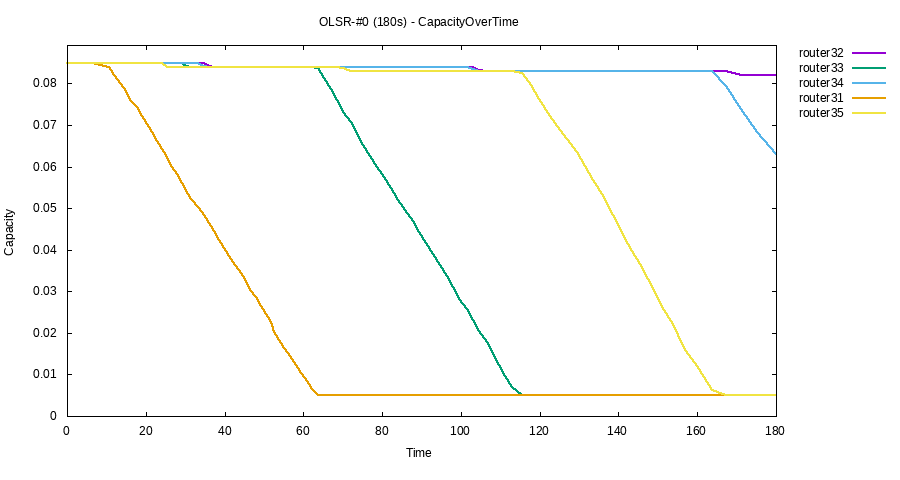 OLSR-#0 (180s) - CapacityOverTime
router32
router33
router34
router31
router35
0.08
0.07
0.06
0.05
0.04
0.03
0.02
0.01
0
Capacity
0 20 40 60 80 100 120 140 160 180
Time